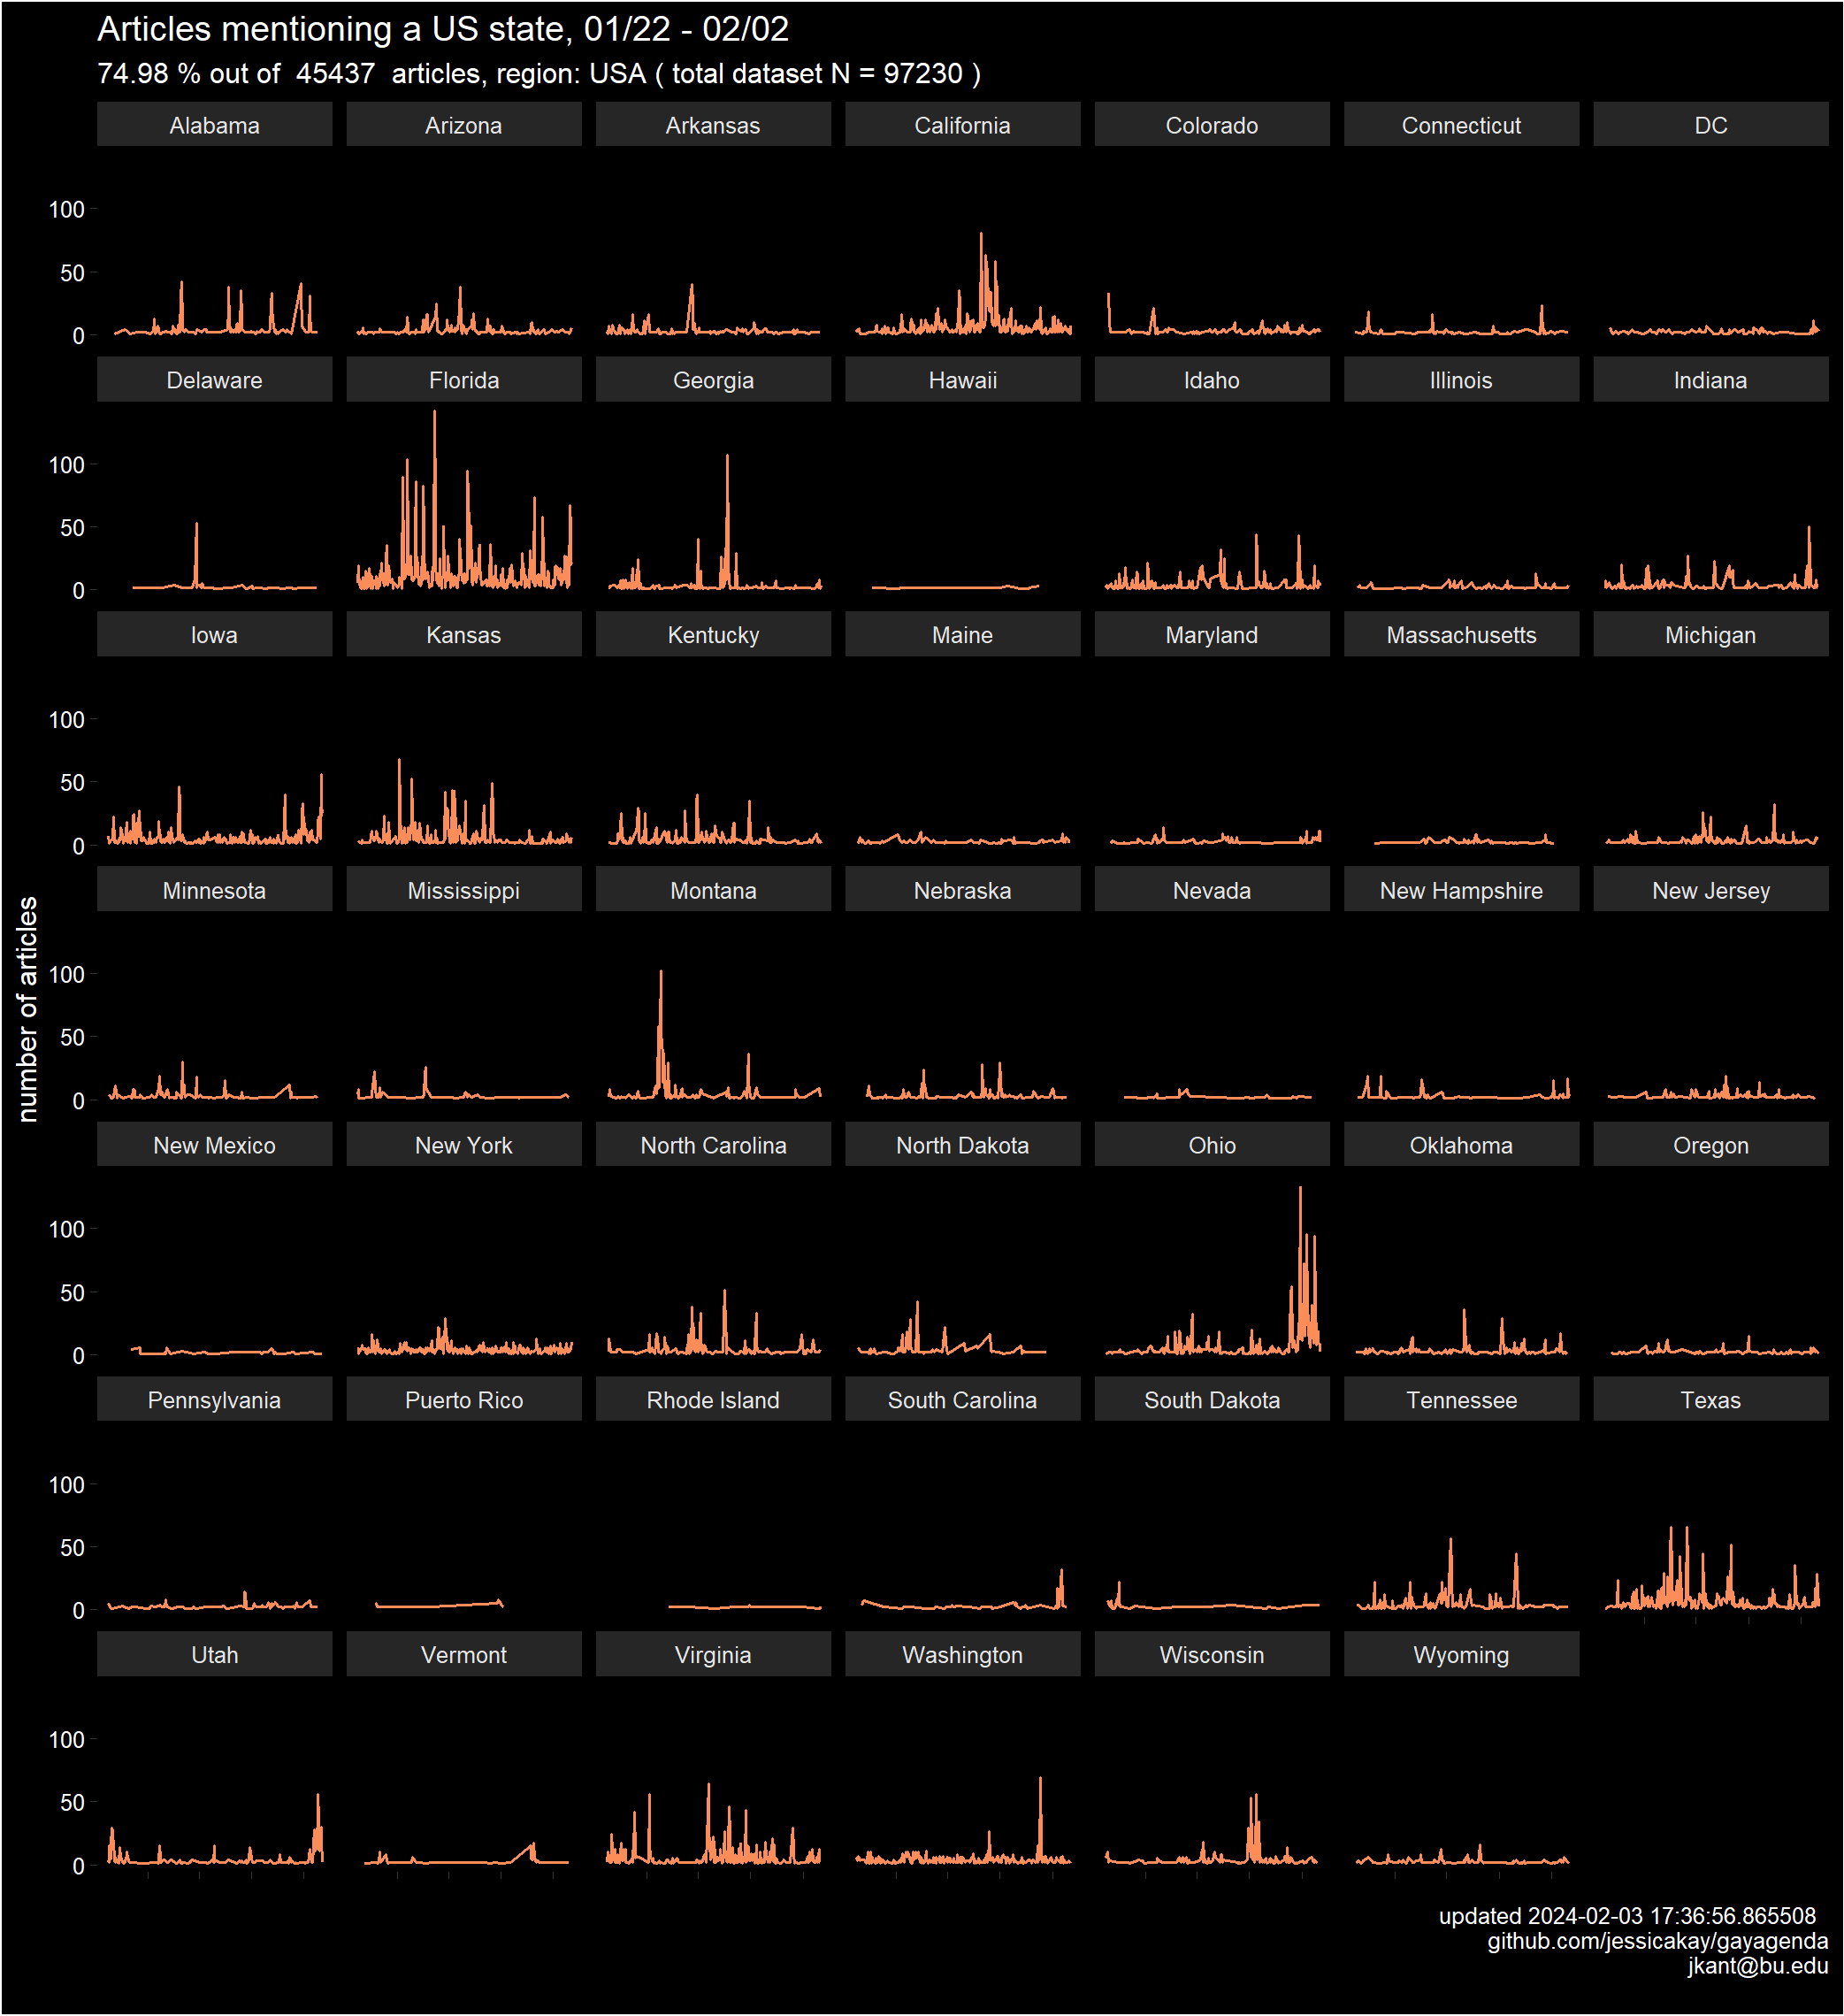 Articles mentioning a US state, 01/22 - 02/02
74.98 % out of  45437  articles, region: USA ( total dataset N = 97230 )
Alabama Arizona Arkansas California Colorado Connecticut DC
100
50
0
Delaware Florida Georgia Hawaii Idaho Illinois Indiana
100
50
0
Iowa Kansas Kentucky Maine Maryland Massachusetts Michigan
100
50
0
Minnesota Mississippi Montana Nebraska Nevada New Hampshire New Jersey
number of articles
100
50
0
New Mexico New York North Carolina North Dakota Ohio Oklahoma Oregon
100
50
0
Pennsylvania Puerto Rico Rhode Island South Carolina South Dakota Tennessee Texas
100
50
0
Utah Vermont Virginia Washington Wisconsin Wyoming
100
50
0
updated 2024-02-03 17:36:56.865508
github.com/jessicakay/gayagenda
jkant@bu.edu